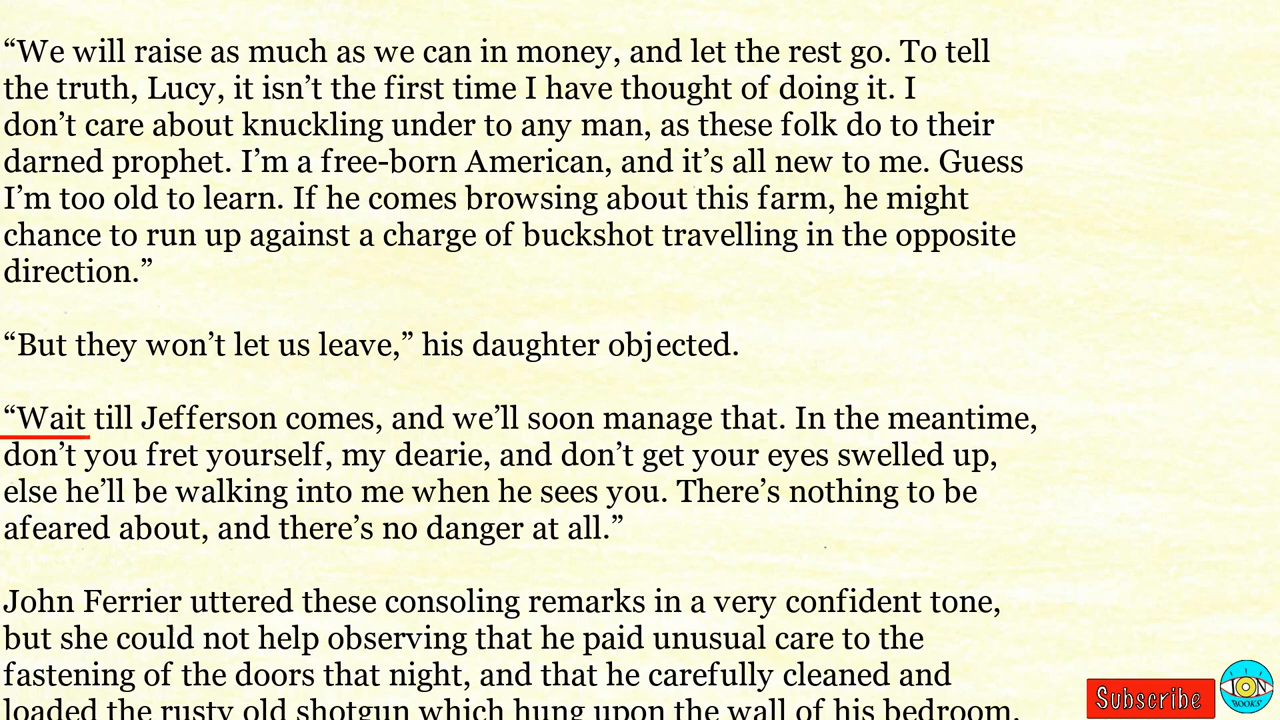 “We will raise as much as we can in money, and let the rest go. To tell
the truth, Lucy, it isn’t the first time I have thought of doing it. I
don’t care about knuckling under to any man, as these folk do to their
darned prophet. I’m a free-born American, and it’s all new to me. Guess
I’m too old to learn. If he comes browsing about this farm, he might
chance to run up against a charge of buckshot travelling in the opposite
direction.”
“But they won’t let us leave,” his daughter objected.
“Wait till Jefferson comes, and we’ll soon manage that. In the meantime,
don’t you fret yourself, my dearie, and don’t get your eyes swelled up,
else he’ll be walking into me when he sees you. There’s nothing to be
afeared about, and there’s no danger at all.”
John Ferrier uttered these consoling remarks in a very confident tone,
but she could not help observing that he paid unusual care to the
fastening of the doors that night, and that he carefully cleaned and
loaded the rusty old shotgun which hung upon the wall of his bedroom.
Subscribe
ION
BOOKS